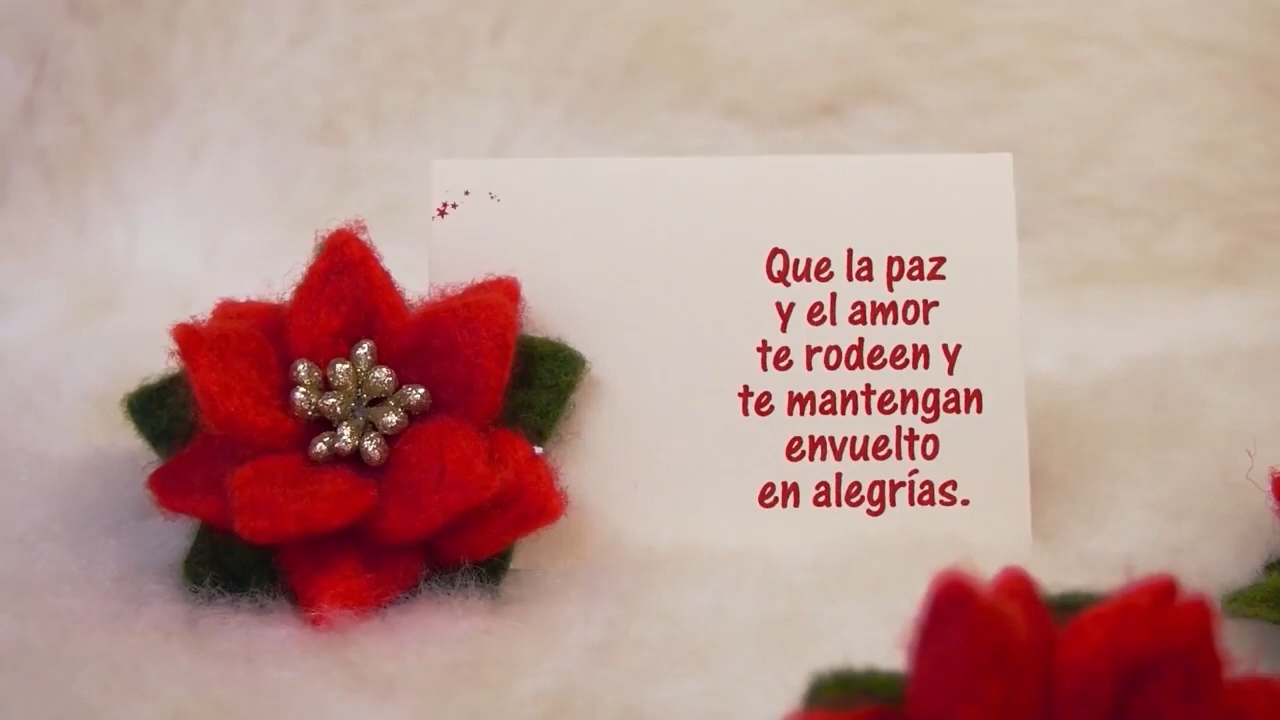 Que la paz
y el amor
te rodeen y
te mantengan
envuelto
en alegrías.